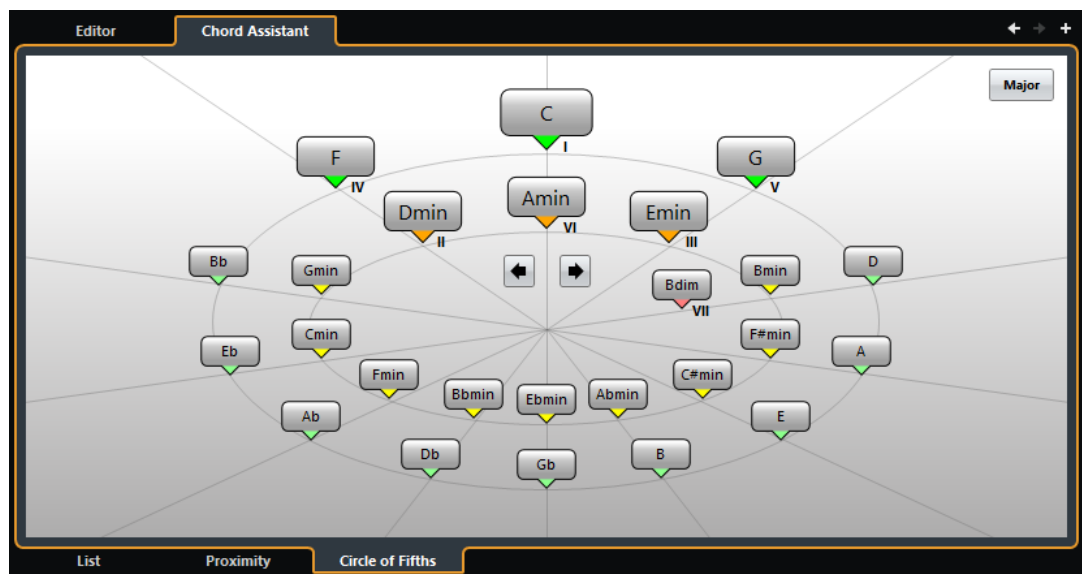 Editor Chord Assistant
Major
C
I
F G
IV V
Dmin Amin Emin
II VI III
Bb Gmin Bdim Bmin D
VII
Eb Cmin F#min A
Fmin C#min
Bbmin Ebmin Abmin
Ab E
Db Gb B
List Proximity Circle of Fifths